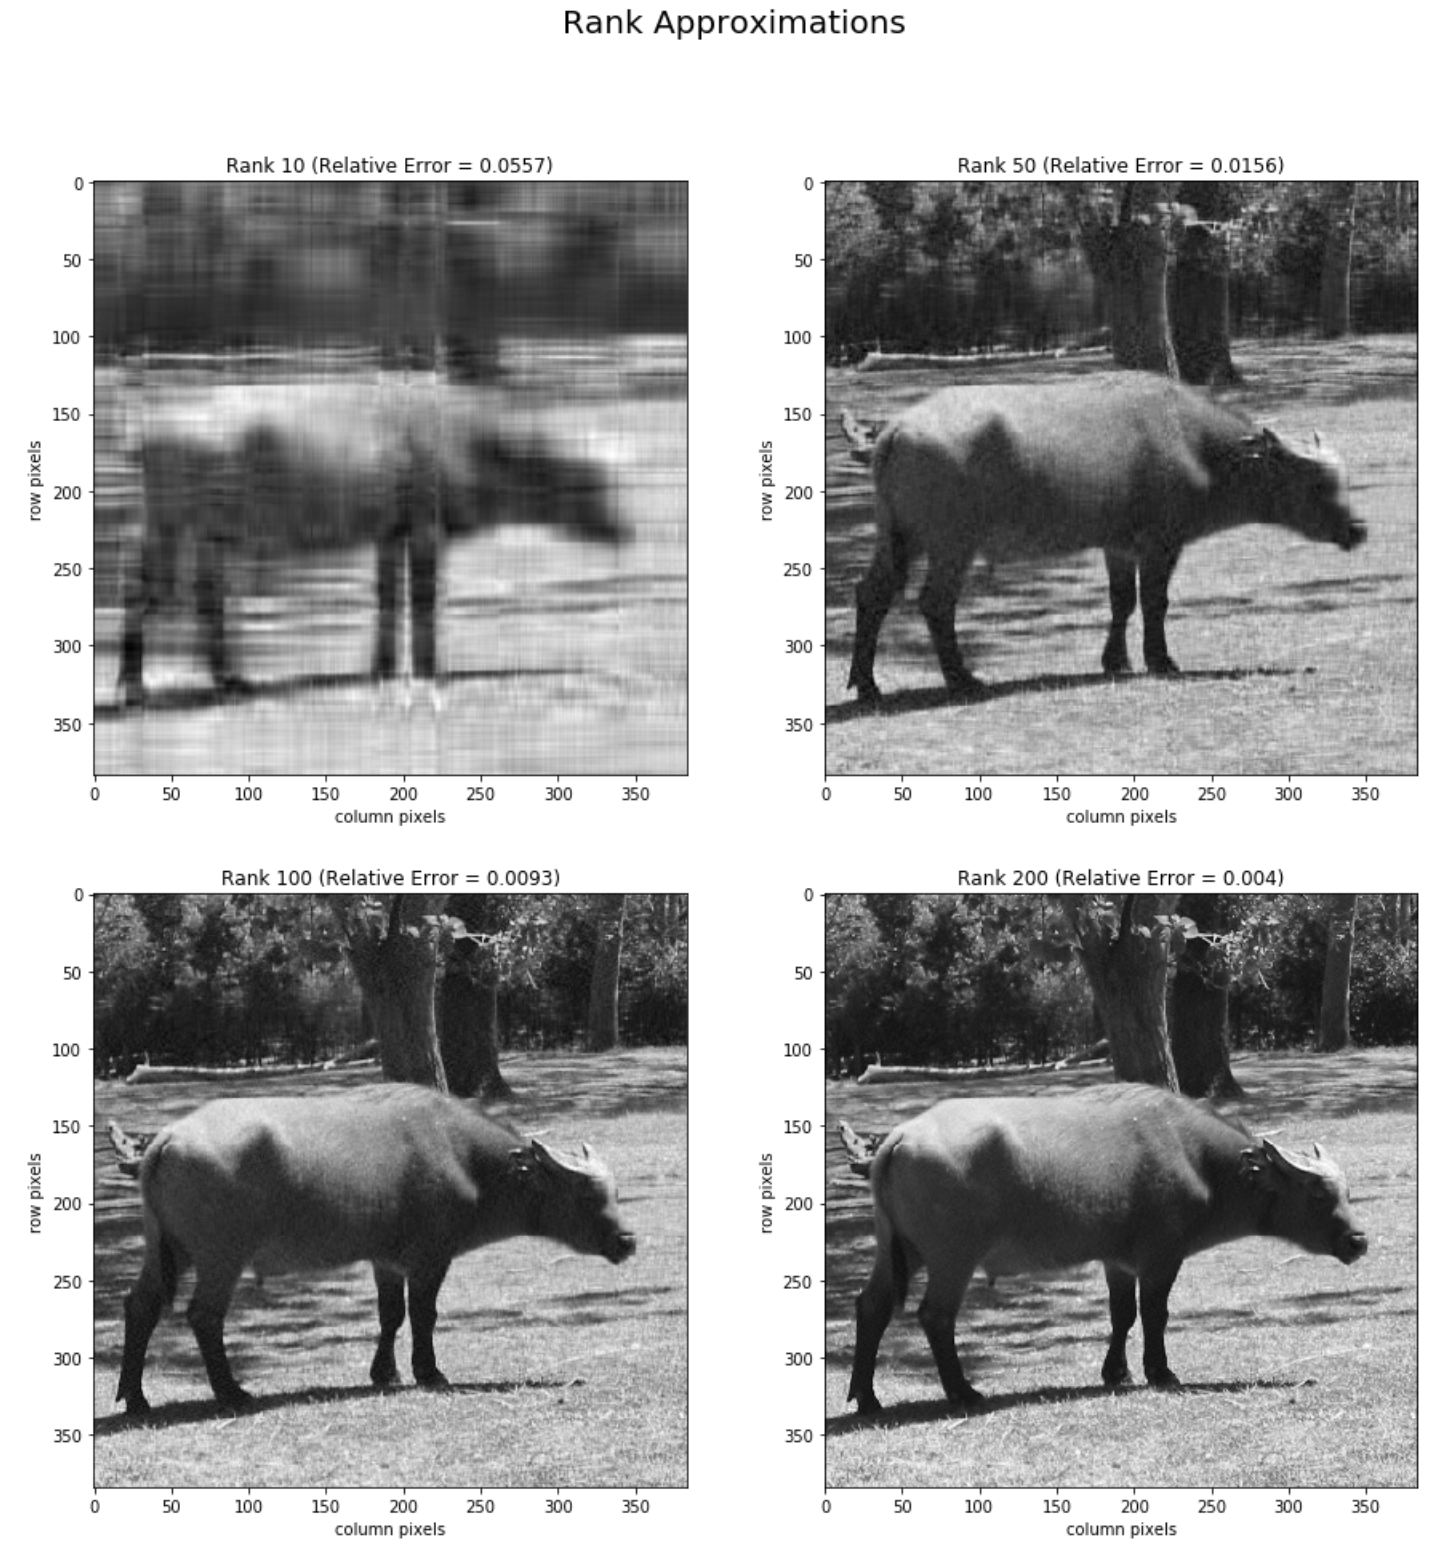 Rank Approximations
Rank 10 (Relative Error = 0.0557)
0
50
100
150
200
250
300
350
row pixels
0 50 100 150 200 250 300 350
column pixels
Rank 50 (Relative Error = 0.0156)
0
50
100
150
200
250
300
350
row pixels
0 50 100 150 200 250 300 350
column pixels
Rank 100 (Relative Error = 0.0093)
0
50
100
150
200
250
300
350
row pixels
0 50 100 150 200 250 300 350
column pixels
Rank 200 (Relative Error = 0.004)
0
50
100
150
200
250
300
350
row pixels
0 50 100 150 200 250 300 350
column pixels